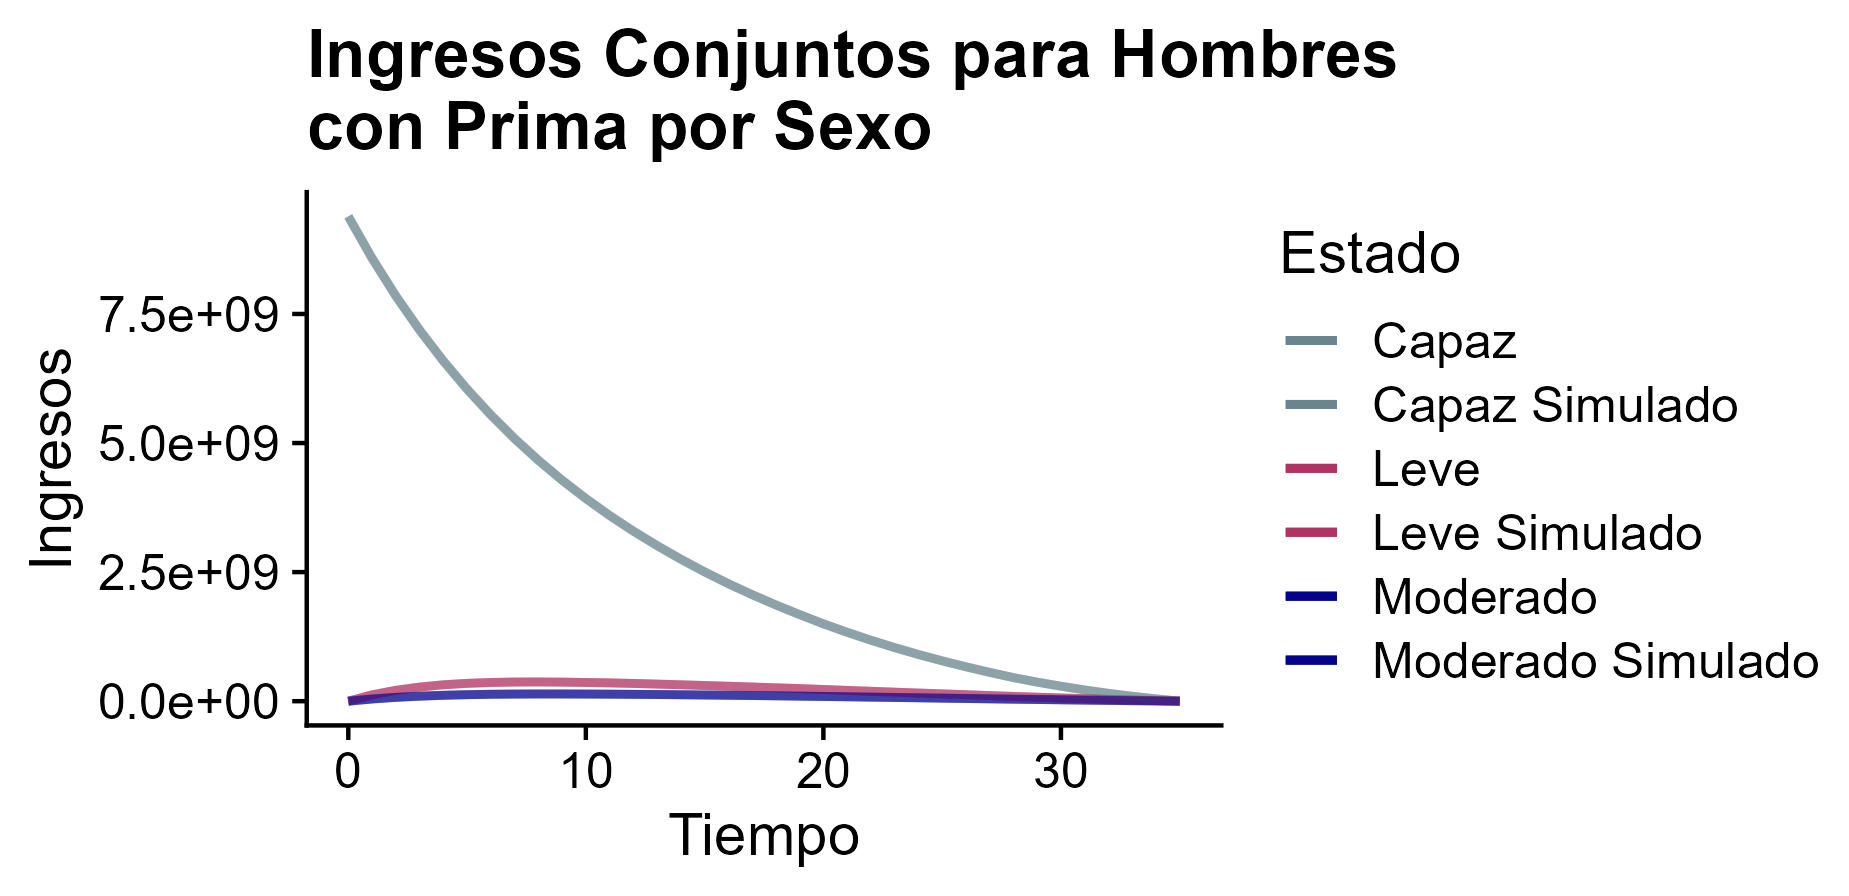 Ingresos Conjuntos para Hombres
con Prima por Sexo
Ingresos
7.5e+09
5.0e+09
2.5e+09
0.0e+00
0
10
20
30
Tiempo
Estado
Capaz
Capaz Simulado
Leve
Leve Simulado
Moderado
Moderado Simulado